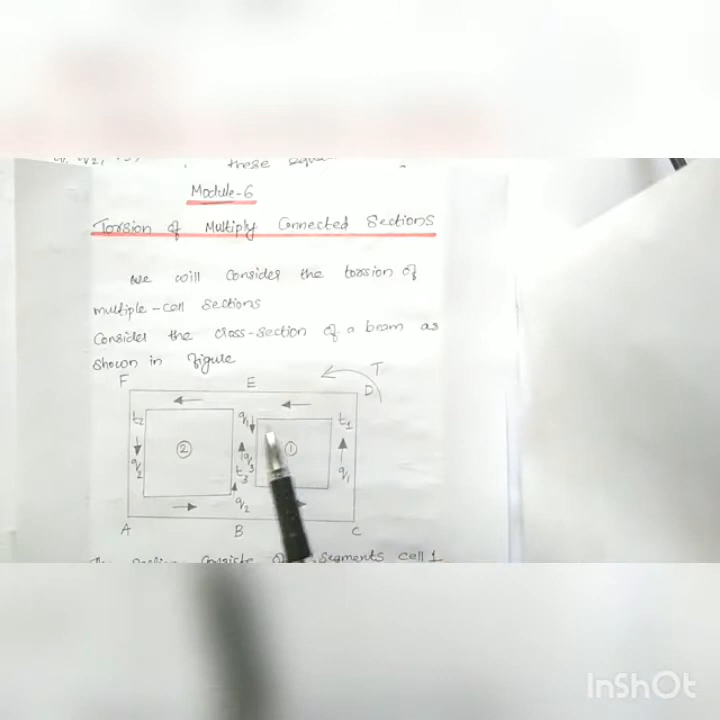 these
Module-6
Torsion of Multiply Connected Sections
we will Consider the torsion of
multiple-cell Sections
Consider the cross-section of a beam as
shown in figure
F E T
D
t2 q1 t1
2 1
q2 q3 q1
t3
q2
A B C
Segments cell 1
InShOt